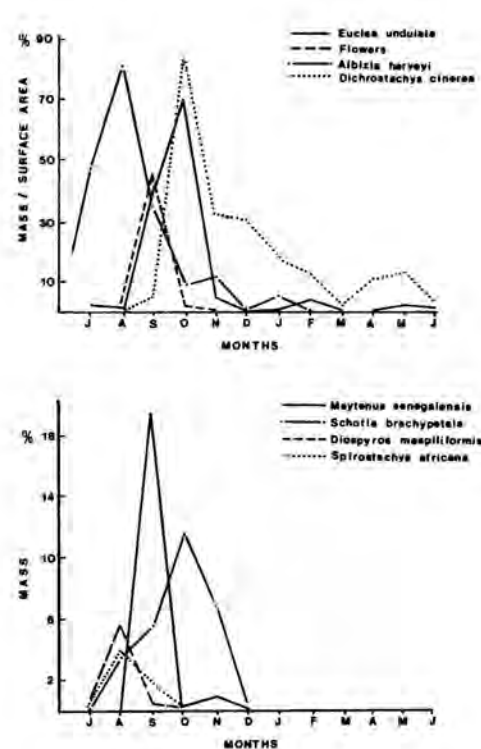 %
90
70
50
30
10
MASS / SURFACE AREA
Euclea undulata
Flowers
Albizia harveyi
Dichrostachys cinerea
J A S O N D J F M A M J
MONTHS
%
18
14
10
6
2
MASS
Maytenus senegalensis
Schotia brachypetala
Diospyros mespiliformis
Spirostachys africana
J A S O N D J F M A M J
MONTHS